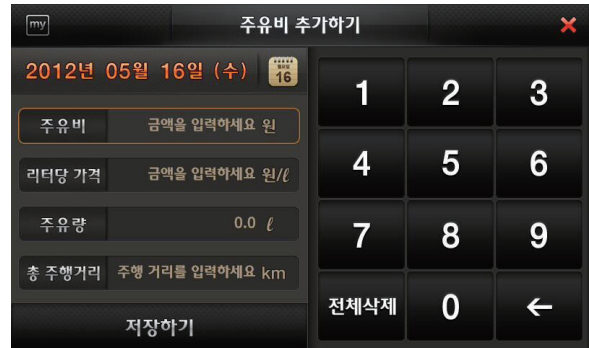 my
주유비 추가하기
2012년 05월 16일 (수)
16
주유비 금액을 입력하세요 원
리터당 가격 금액을 입력하세요 원/ℓ
주유량 0.0 ℓ
총 주행거리 주행 거리를 입력하세요 km
저장하기
1 2 3
4 5 6
7 8 9
전체삭제 0 ←